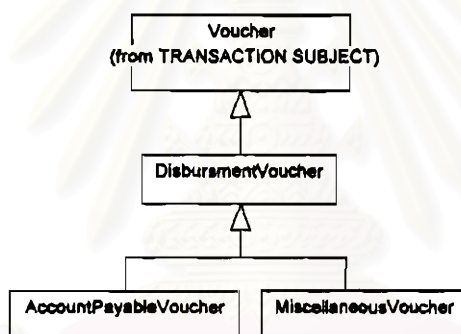 Voucher
(from TRANSACTION SUBJECT)
DisbursmentVoucher
AccountPayableVoucher
MiscellaneousVoucher